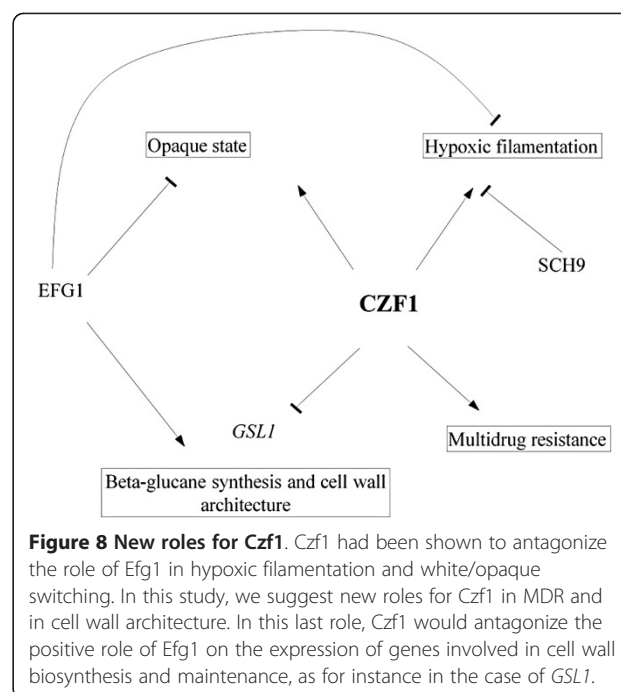 Opaque state
Hypoxic filamentation
EFG1
SCH9
CZF1
GSL1
Multidrug resistance
Beta-glucane synthesis and cell wall
architecture
Figure 8 New roles for Czf1. Czf1 had been shown to antagonize
the role of Efg1 in hypoxic filamentation and white/opaque
switching. In this study, we suggest new roles for Czf1 in MDR and
in cell wall architecture. In this last role, Czf1 would antagonize the
positive role of Efg1 on the expression of genes involved in cell wall
biosynthesis and maintenance, as for instance in the case of GSL1.